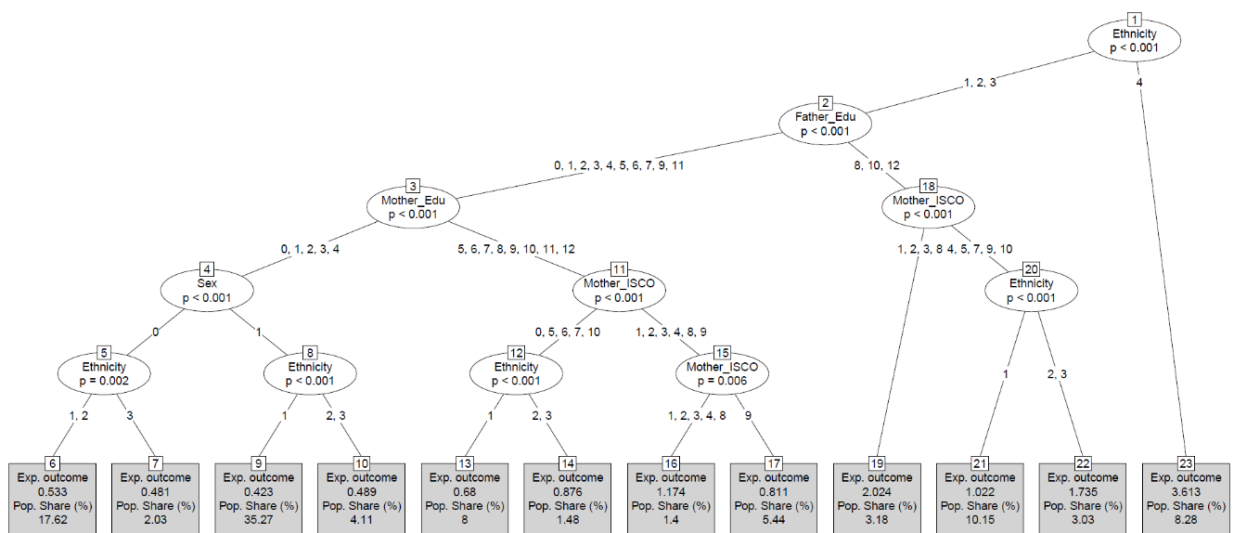 1
Ethnicity
p < 0.001
1, 2, 3
4
2
Father_Edu
p < 0.001
0, 1, 2, 3, 4, 5, 6, 7, 9, 11
8, 10, 12
3
Mother_Edu
p < 0.001
18
Mother_ISCO
p < 0.001
0, 1, 2, 3, 4
5, 6, 7, 8, 9, 10, 11, 12
1, 2, 3, 8
4, 5, 7, 9, 10
4
Sex
p < 0.001
11
Mother_ISCO
p < 0.001
20
Ethnicity
p < 0.001
0
1
0, 5, 6, 7, 10
1, 2, 3, 4, 8, 9
1
2, 3
5
Ethnicity
p = 0.002
8
Ethnicity
p < 0.001
12
Ethnicity
p < 0.001
15
Mother_ISCO
p = 0.006
1, 2
3
1
2, 3
1
2, 3
1, 2, 3, 4, 8
9
6
Exp. outcome
0.533
Pop. Share (%)
17.62
7
Exp. outcome
0.481
Pop. Share (%)
2.03
9
Exp. outcome
0.423
Pop. Share (%)
35.27
10
Exp. outcome
0.489
Pop. Share (%)
4.11
13
Exp. outcome
0.68
Pop. Share (%)
8
14
Exp. outcome
0.876
Pop. Share (%)
1.48
16
Exp. outcome
1.174
Pop. Share (%)
1.4
17
Exp. outcome
0.811
Pop. Share (%)
5.44
19
Exp. outcome
2.024
Pop. Share (%)
3.18
21
Exp. outcome
1.022
Pop. Share (%)
10.15
22
Exp. outcome
1.735
Pop. Share (%)
3.03
23
Exp. outcome
3.613
Pop. Share (%)
8.28